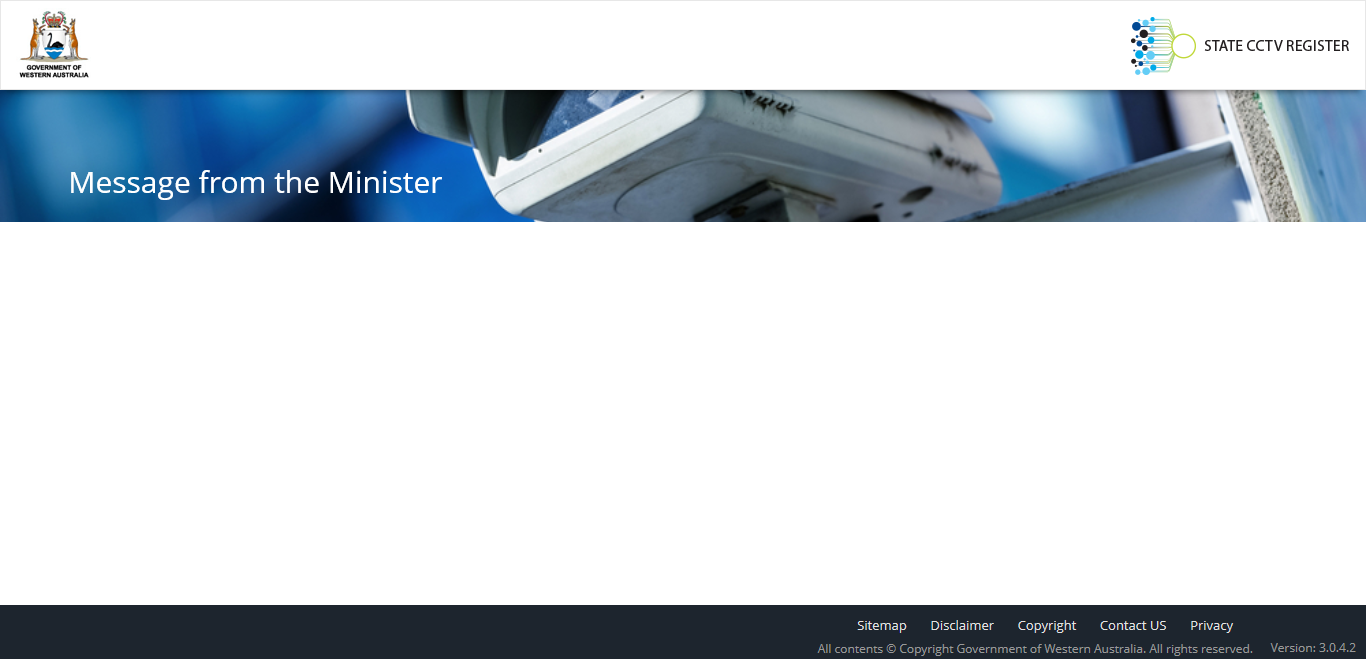 GOVERNMENT OF
WESTERN AUSTRALIA
STATE CCTV REGISTER
Message from the Minister
Sitemap Disclaimer Copyright Contact US Privacy
All contents © Copyright Government of Western Australia. All rights reserved. Version: 3.0.4.2